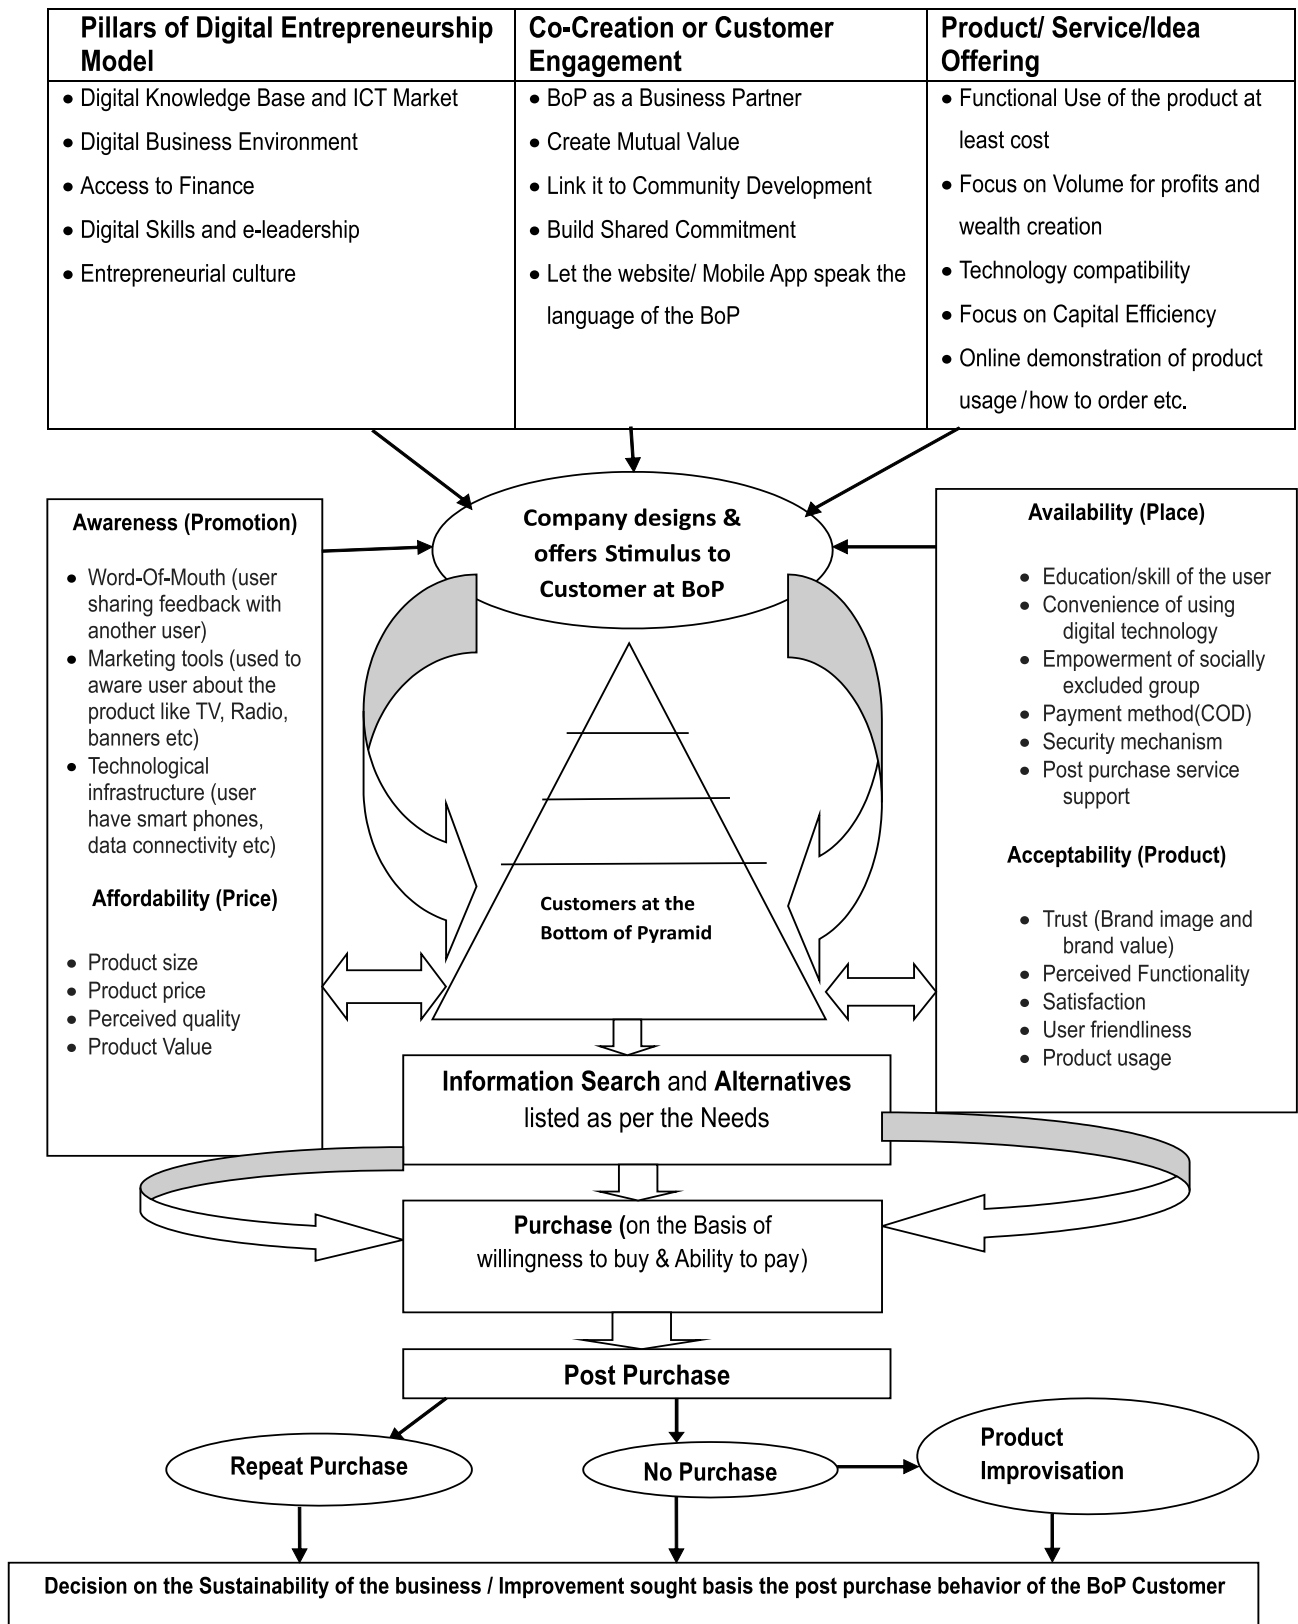 Pillars of Digital Entrepreneurship
Model
• Digital Knowledge Base and ICT Market
• Digital Business Environment
• Access to Finance
• Digital Skills and e-leadership
• Entrepreneurial culture
Co-Creation or Customer
Engagement
• BoP as a Business Partner
• Create Mutual Value
• Link it to Community Development
• Build Shared Commitment
• Let the website/ Mobile App speak the
language of the BoP
Product/ Service/Idea
Offering
• Functional Use of the product at
least cost
• Focus on Volume for profits and
wealth creation
• Technology compatibility
• Focus on Capital Efficiency
• Online demonstration of product
usage/how to order etc.
Company designs &
offers Stimulus to
Customer at BoP
Awareness (Promotion)
• Word-Of-Mouth (user
sharing feedback with
another user)
• Marketing tools (used to
aware user about the
product like TV, Radio,
banners etc)
• Technological
infrastructure (user
have smart phones,
data connectivity etc)
Affordability (Price)
• Product size
• Product price
• Perceived quality
• Product Value
Availability (Place)
• Education/skill of the user
• Convenience of using
digital technology
• Empowerment of socially
excluded group
• Payment method(COD)
• Security mechanism
• Post purchase service
support
Acceptability (Product)
• Trust (Brand image and
brand value)
• Perceived Functionality
• Satisfaction
• User friendliness
• Product usage
Customers at the
Bottom of Pyramid
Information Search and Alternatives
listed as per the Needs
Purchase (on the Basis of
willingness to buy & Ability to pay)
Post Purchase
Repeat Purchase
No Purchase
Product
Improvisation
Decision on the Sustainability of the business / Improvement sought basis the post purchase behavior of the BoP Customer